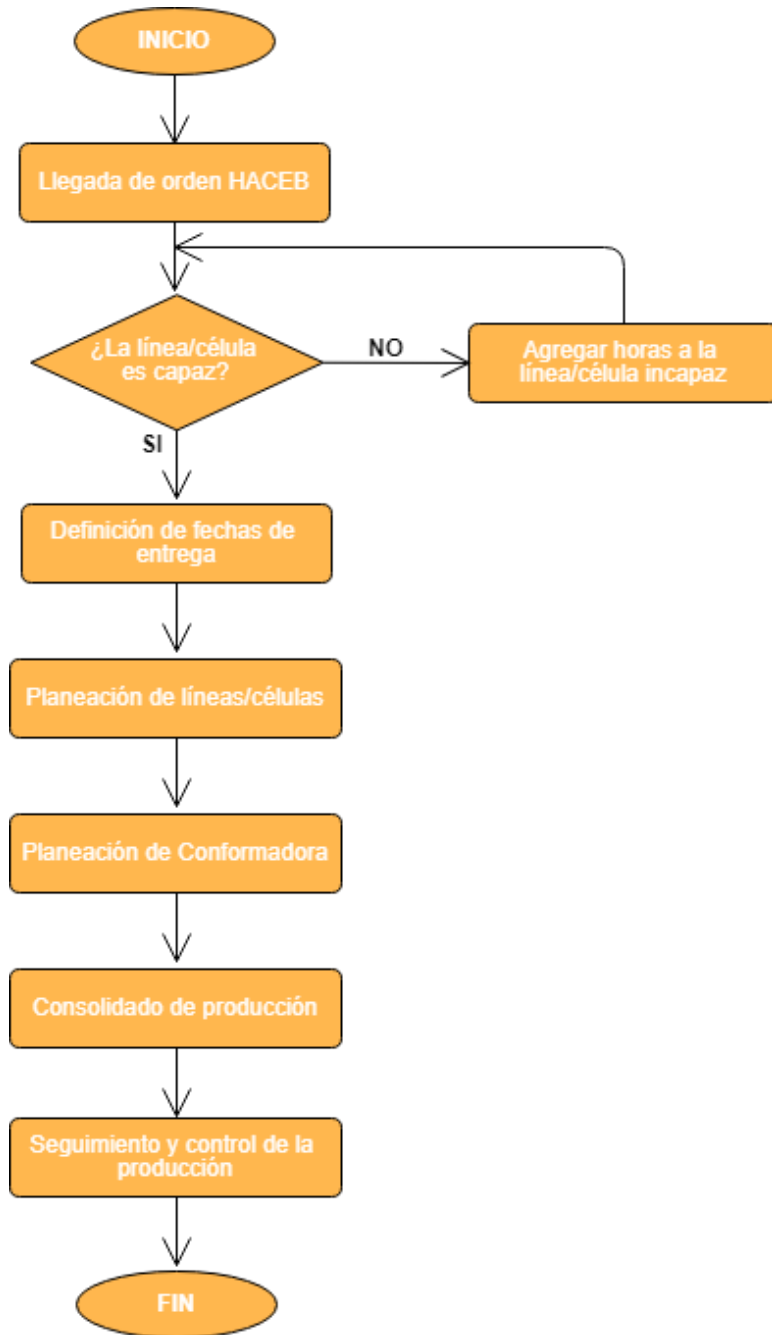 INICIO
Llegada de orden HACEB
¿La línea/célula
es capaz?
NO
Agregar horas a la
línea/célula incapaz
SI
Definición de fechas de
entrega
Planeación de líneas/células
Planeación de Conformadora
Consolidado de producción
Seguimiento y control de la
producción
FIN